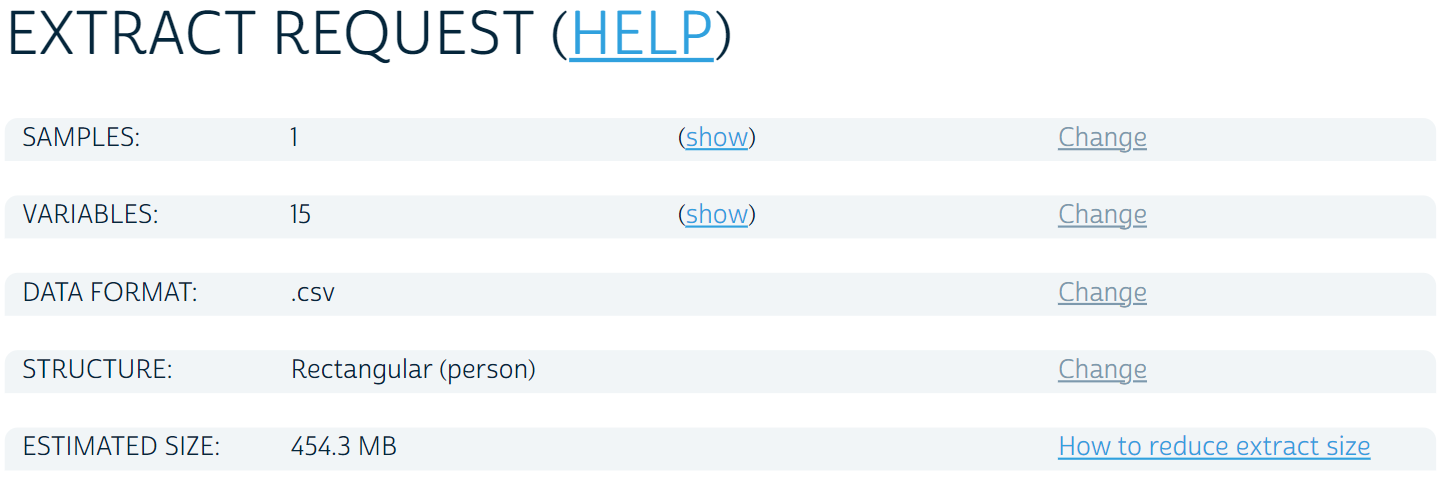 EXTRACT REQUEST (HELP)
SAMPLES: 1 (show) Change
VARIABLES: 15 (show) Change
DATA FORMAT: .csv Change
STRUCTURE: Rectangular (person) Change
ESTIMATED SIZE: 454.3 MB How to reduce extract size